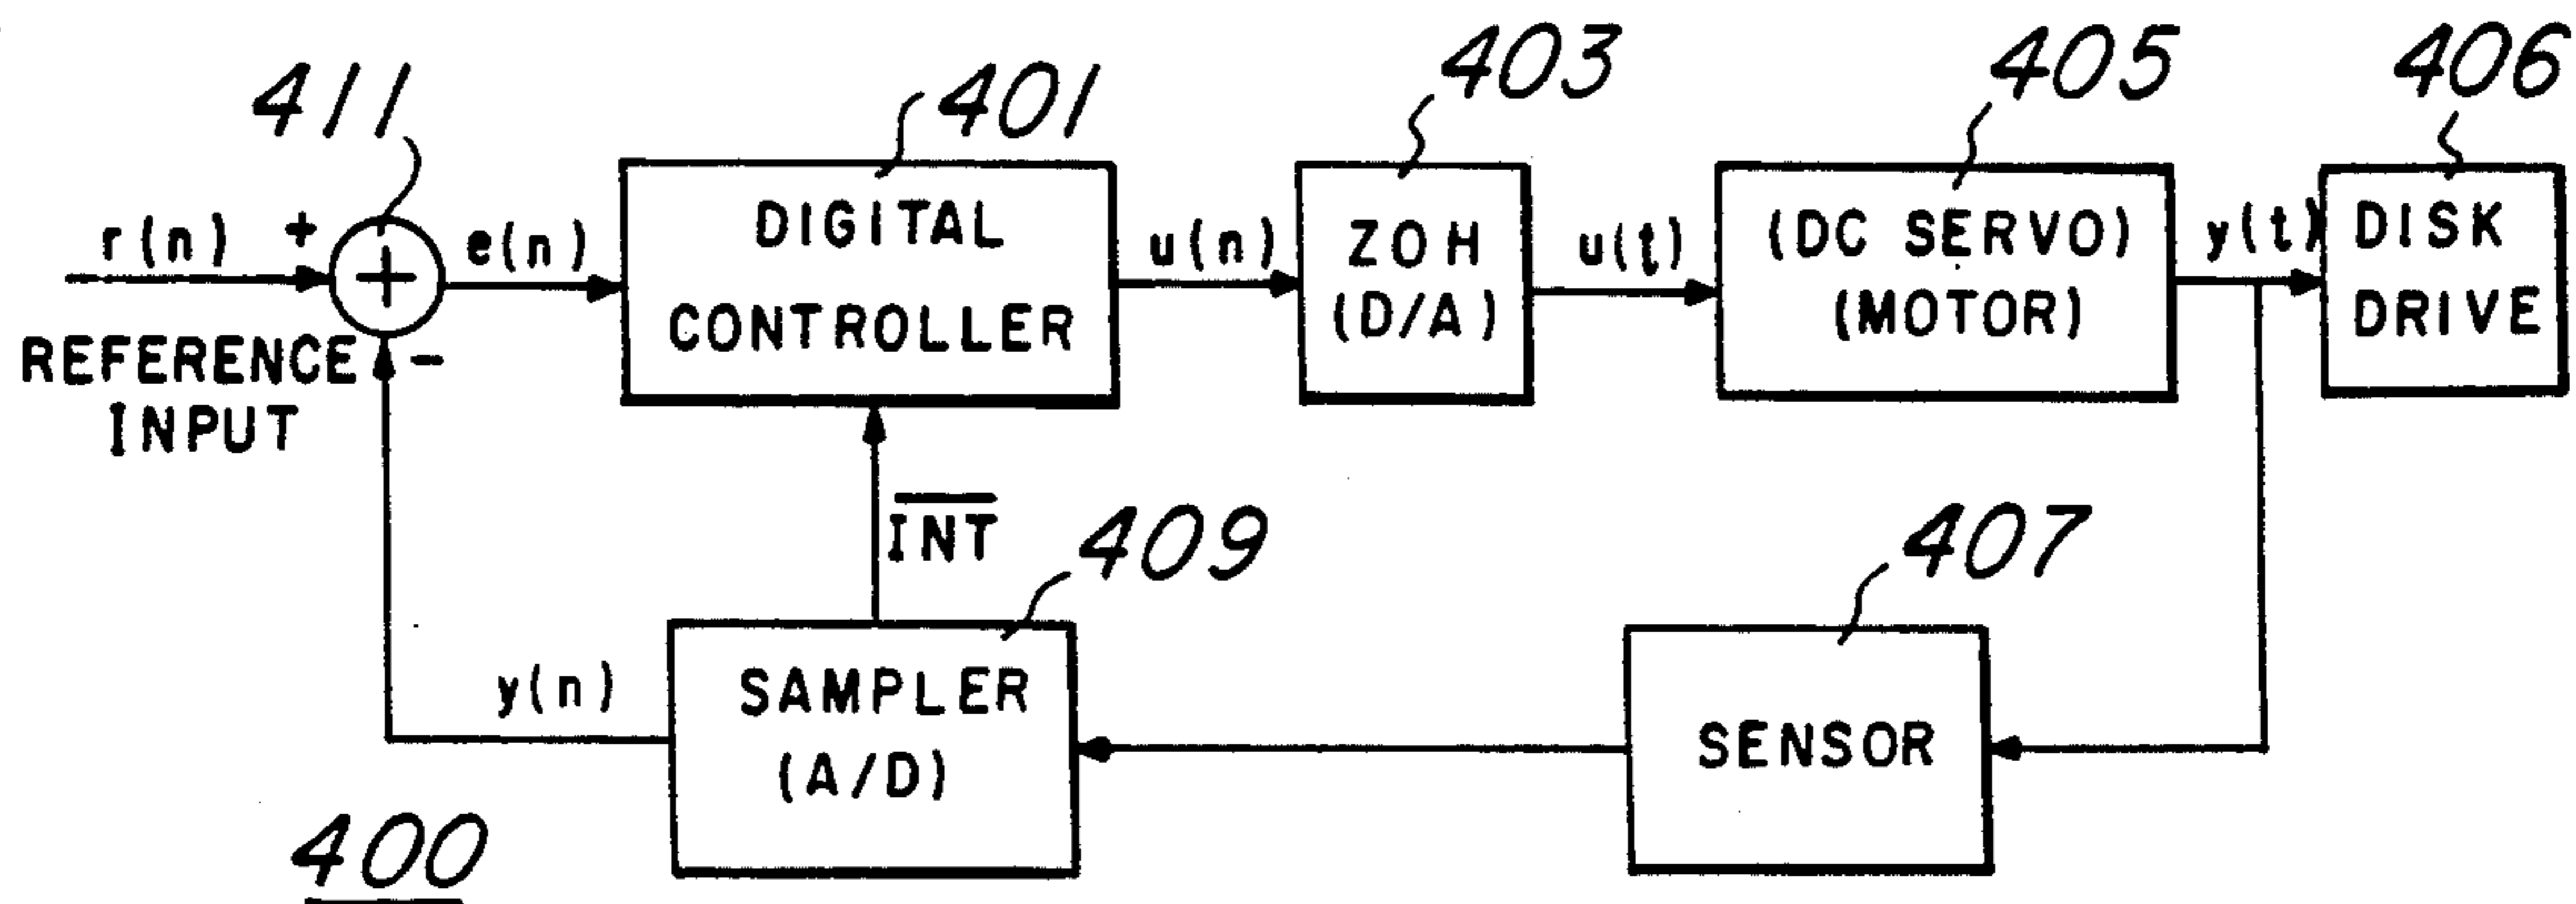 411
401
403
405
406
r(n)
+
+
e(n)
DIGITAL
CONTROLLER
u(n)
ZOH
(D/A)
u(t)
(DC SERVO)
(MOTOR)
y(t)
DISK
DRIVE
REFERENCE
INPUT
-
INT
409
407
y(n)
SAMPLER
(A/D)
SENSOR
400